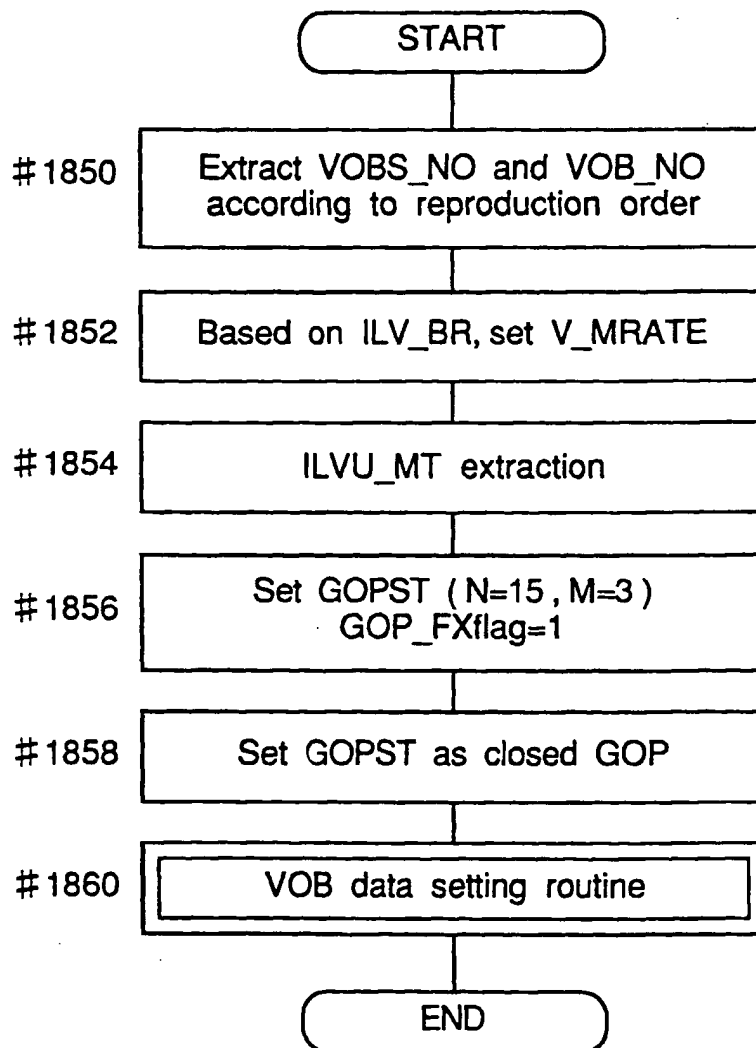 START
#1850
Extract VOBS_NO and VOB_NO
according to reproduction order
#1852
Based on ILV_BR, set V_MRATE
#1854
ILVU_MT extraction
#1856
Set GOPST ( N=15 , M=3 )
GOP_FXflag=1
#1858
Set GOPST as closed GOP
#1860
VOB data setting routine
END